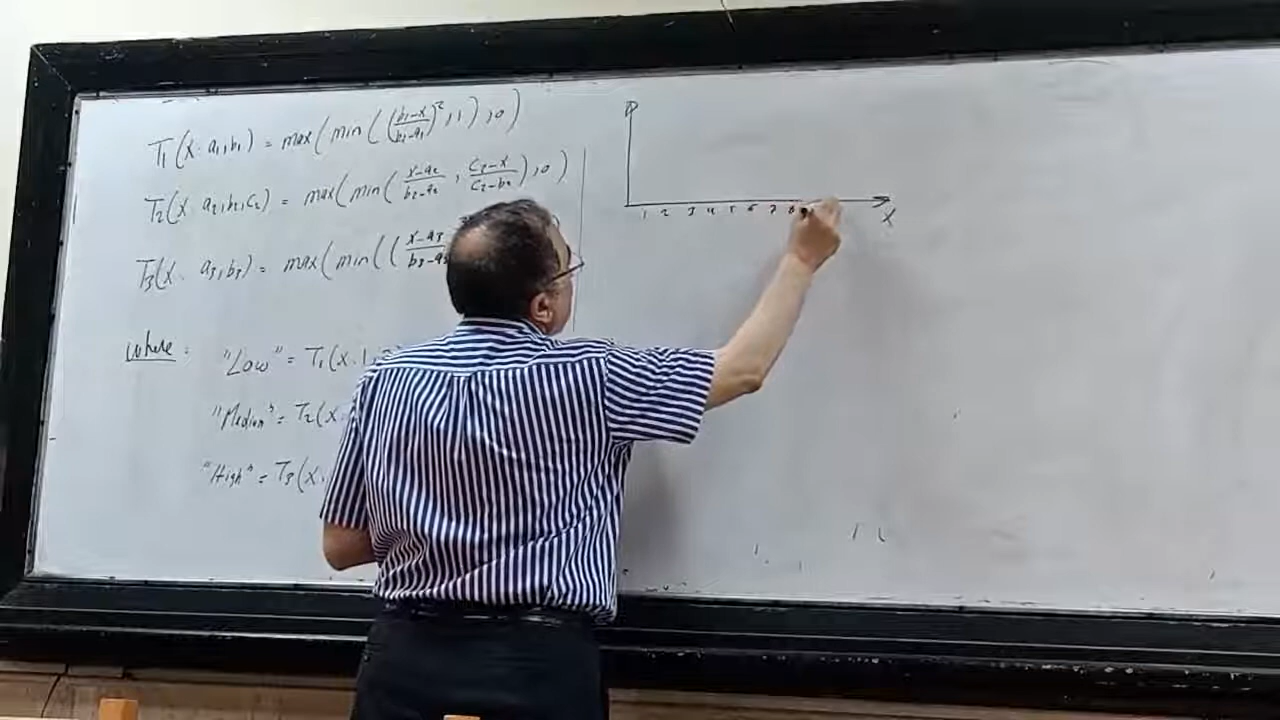 T₁(x: a₁,b₁) = max(min((b₁-x/b₁-a₁)², 1), 0)
T₂(x: a₂,b₂,c₂) = max(min(x-a₂/b₂-a₂, c₂-x/c₂-b₂), 0)
T₃(x: a₃,b₃) = max(min((x-a₃/b₃-a₃
where:
"Low" = T₁(x: 1,
"Medium" = T₂(x:
"High" = T₃(x:
1 2 3 4 5 6 7 8
x